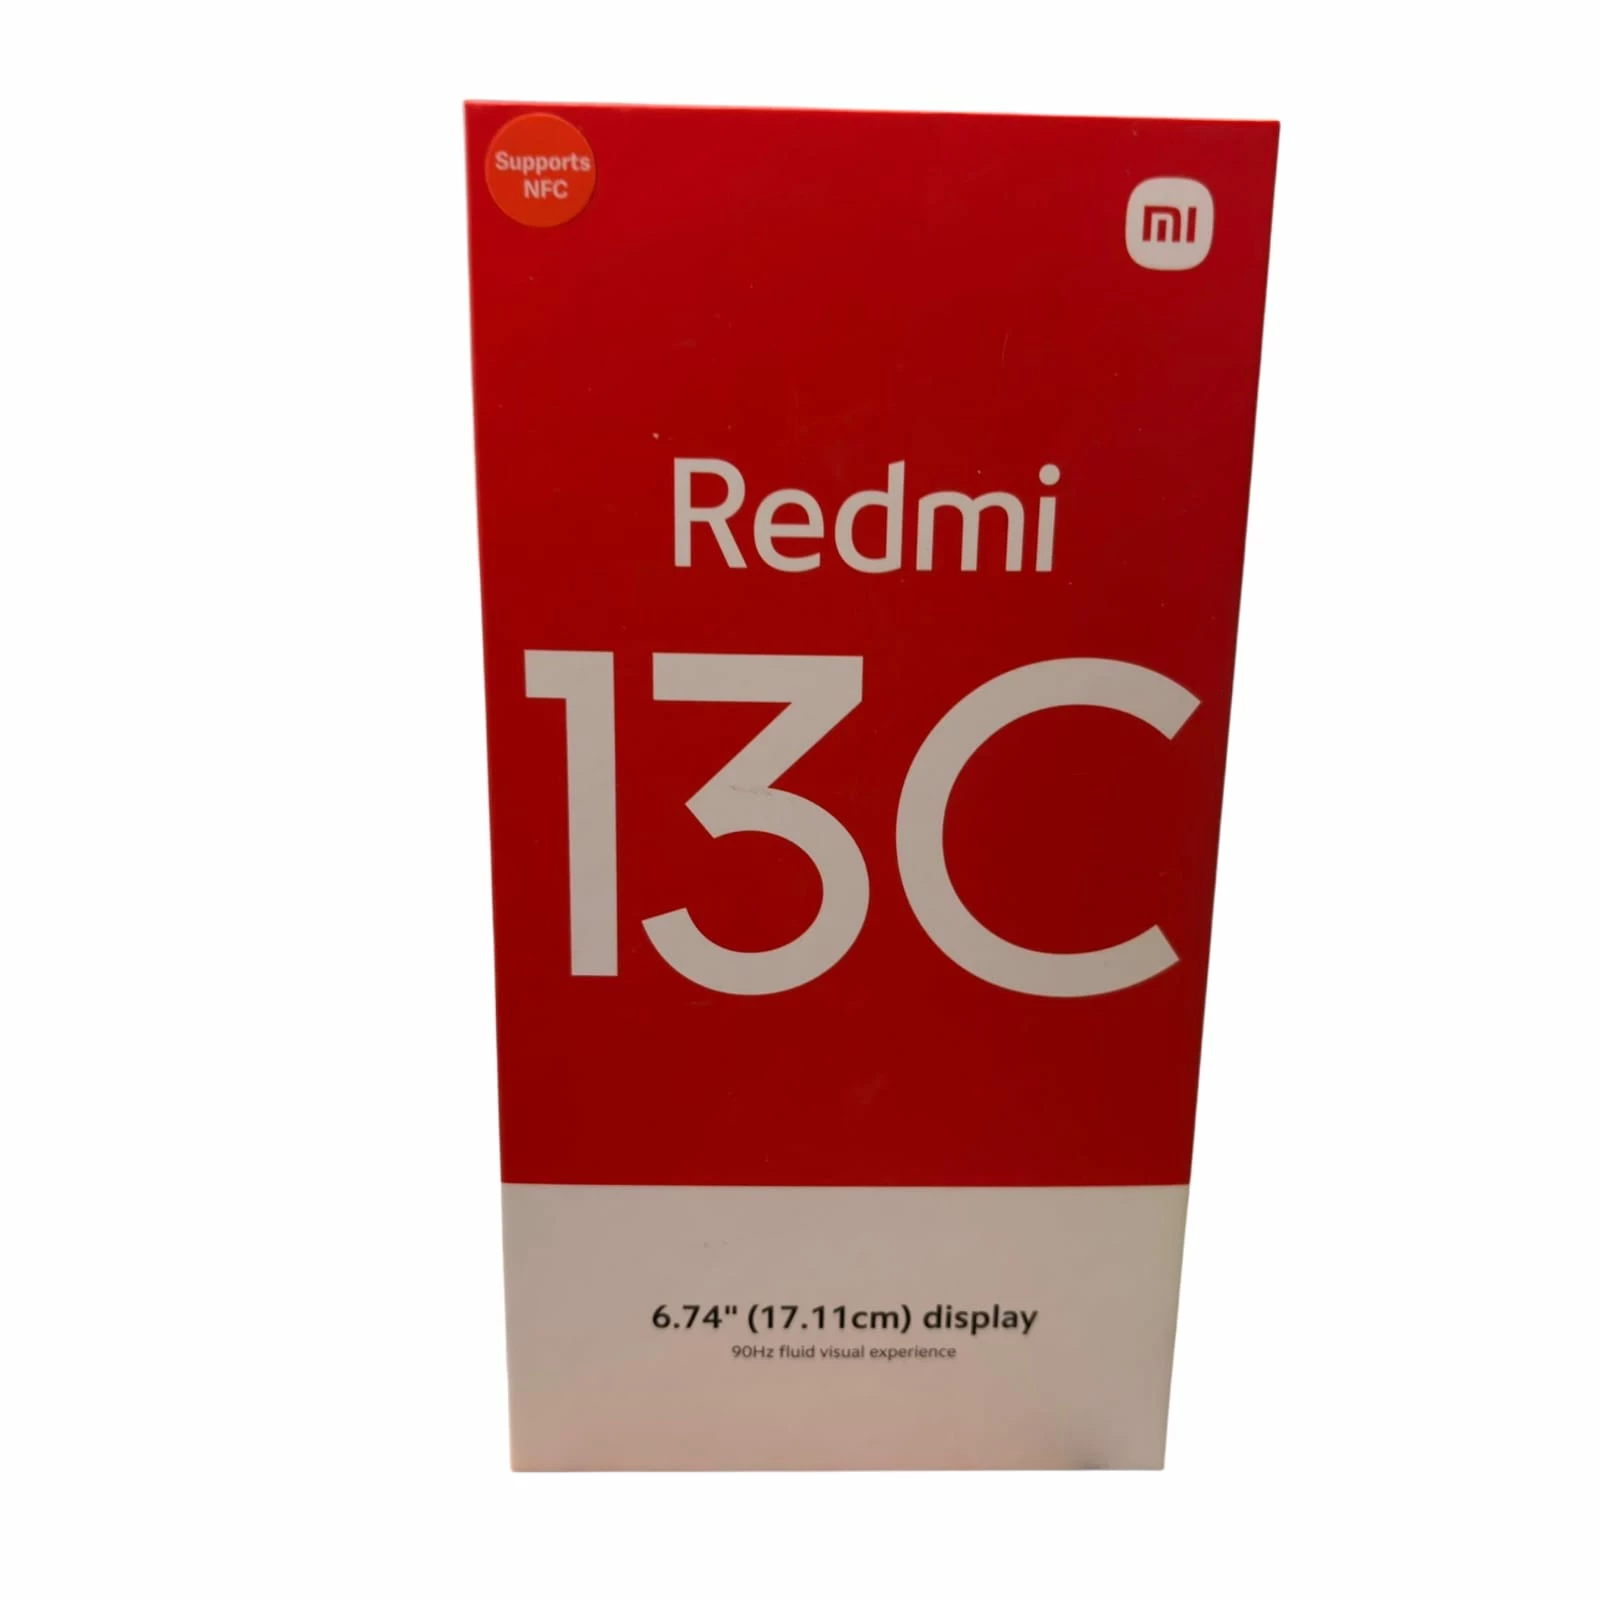 Supports
NFC
mi
Redmi
13C
6.74" (17.11cm) display
90Hz fluid visual experience